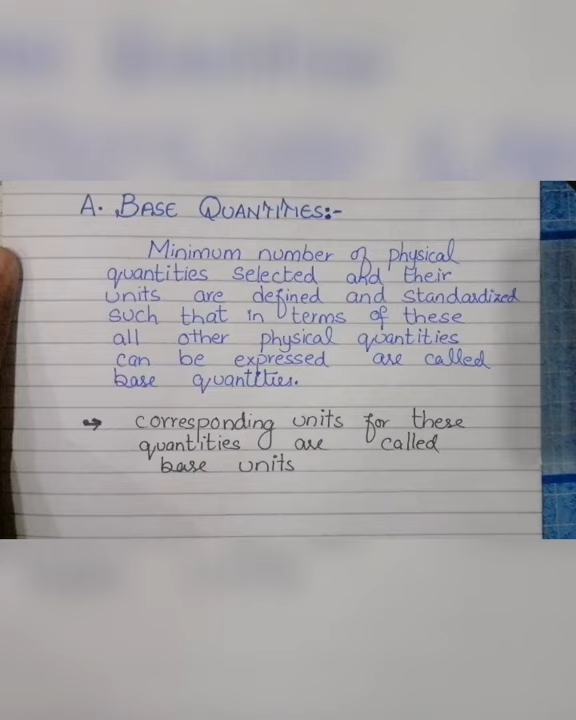 A. BASE QUANTITIES:-
Minimum number of physical
quantities selected and their
units are defined and standardized
such that in terms of these
all other physical quantities
can be expressed are called
base quantities.
→ corresponding units for these
quantities are called
base units